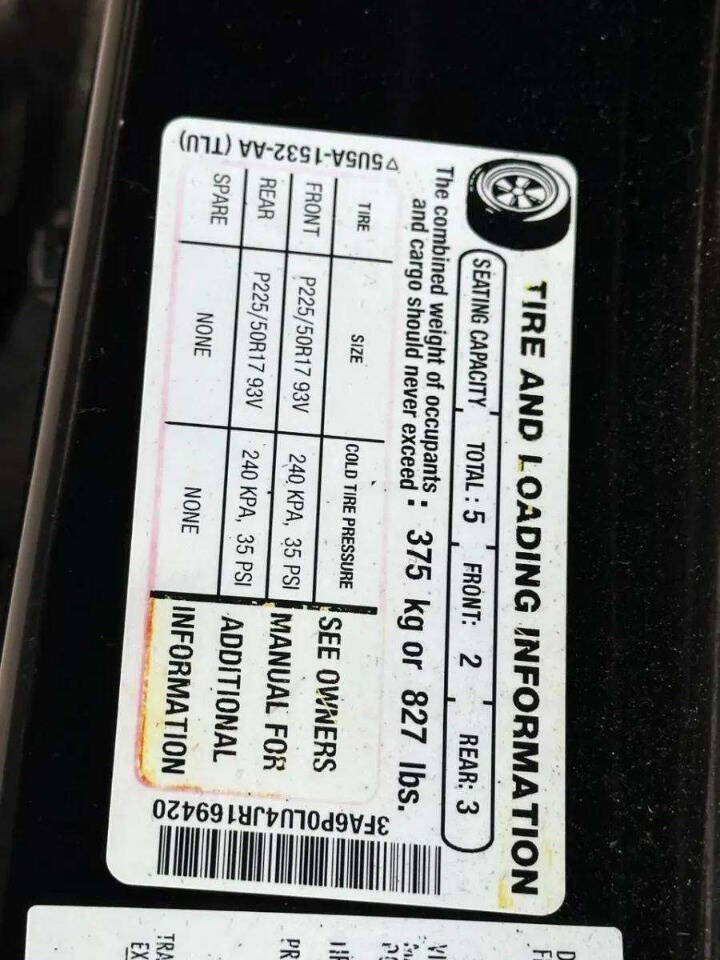 TIRE AND LOADING INFORMATION
SEATING CAPACITY TOTAL : 5 FRONT: 2 REAR: 3
The combined weight of occupants
and cargo should never exceed : 375 kg or 827 lbs.
TIRE SIZE COLD TIRE PRESSURE
FRONT P225/50R17 93V 240 KPA, 35 PSI
REAR P225/50R17 93V 240 KPA, 35 PSI
SPARE NONE NONE
SEE OWNERS
MANUAL FOR
ADDITIONAL
INFORMATION
5U5A-1532-AA (TLU)
3FA6P0LU4JR169420